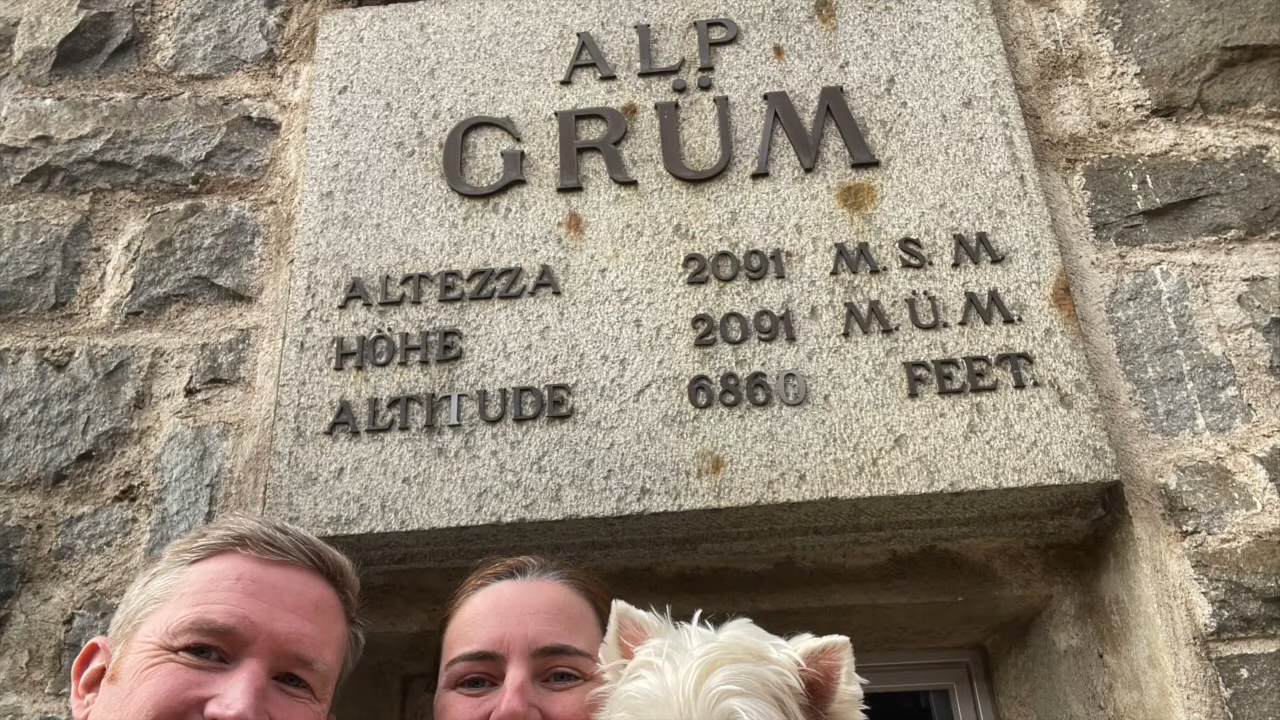 ALP
GRÜM
ALTEZZA 2091 M. S. M.
HÖHE 2091 M. Ü. M.
ALTITUDE 6860 FEET.